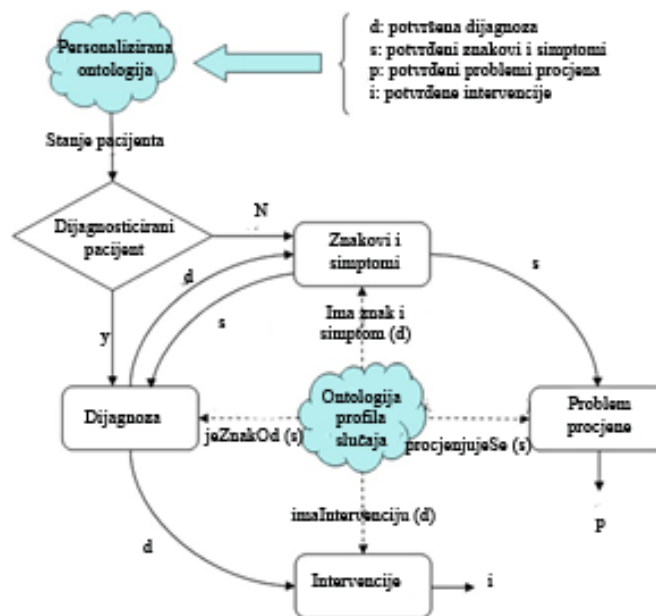 Personalizirana
ontologija
d: potvršena dijagnoza
s: potvrđeni znakovi i simptomi
p: potvrđeni problemi procjena
i: potvrđene intervencije
Stanje pacijenta
Dijagnosticirani
pacijent
N
Znakovi i
simptomi
d
s
s
y
Ima znak i
simptom (d)
Dijagnoza
Ontologija
profila
slučaja
Problem
procjene
jeZnakOd (s)
procjenjujeSe (s)
imaIntervenciju (d)
d
p
Intervencije
i